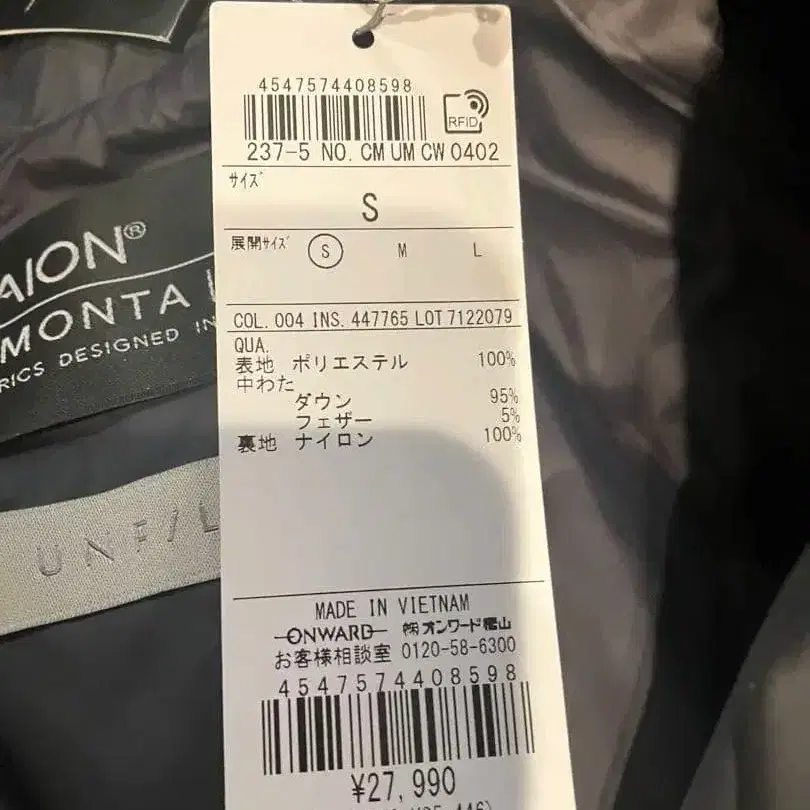 4547574408598
RFID
237-5 NO. CM UM CW 0402
サイズ
S
展開サイズ S M L
COL. 004 INS. 447765 LOT 7122079
QUA.
表地 ポリエステル 100%
中わた
ダウン 95%
フェザー 5%
裏地 ナイロン 100%
MADE IN VIETNAM
ONWARD ㈱オンワード樫山
お客様相談室 0120-58-6300
4547574408598
¥27,990
AION®
MONTA
RICS DESIGNED IN
UNFIL